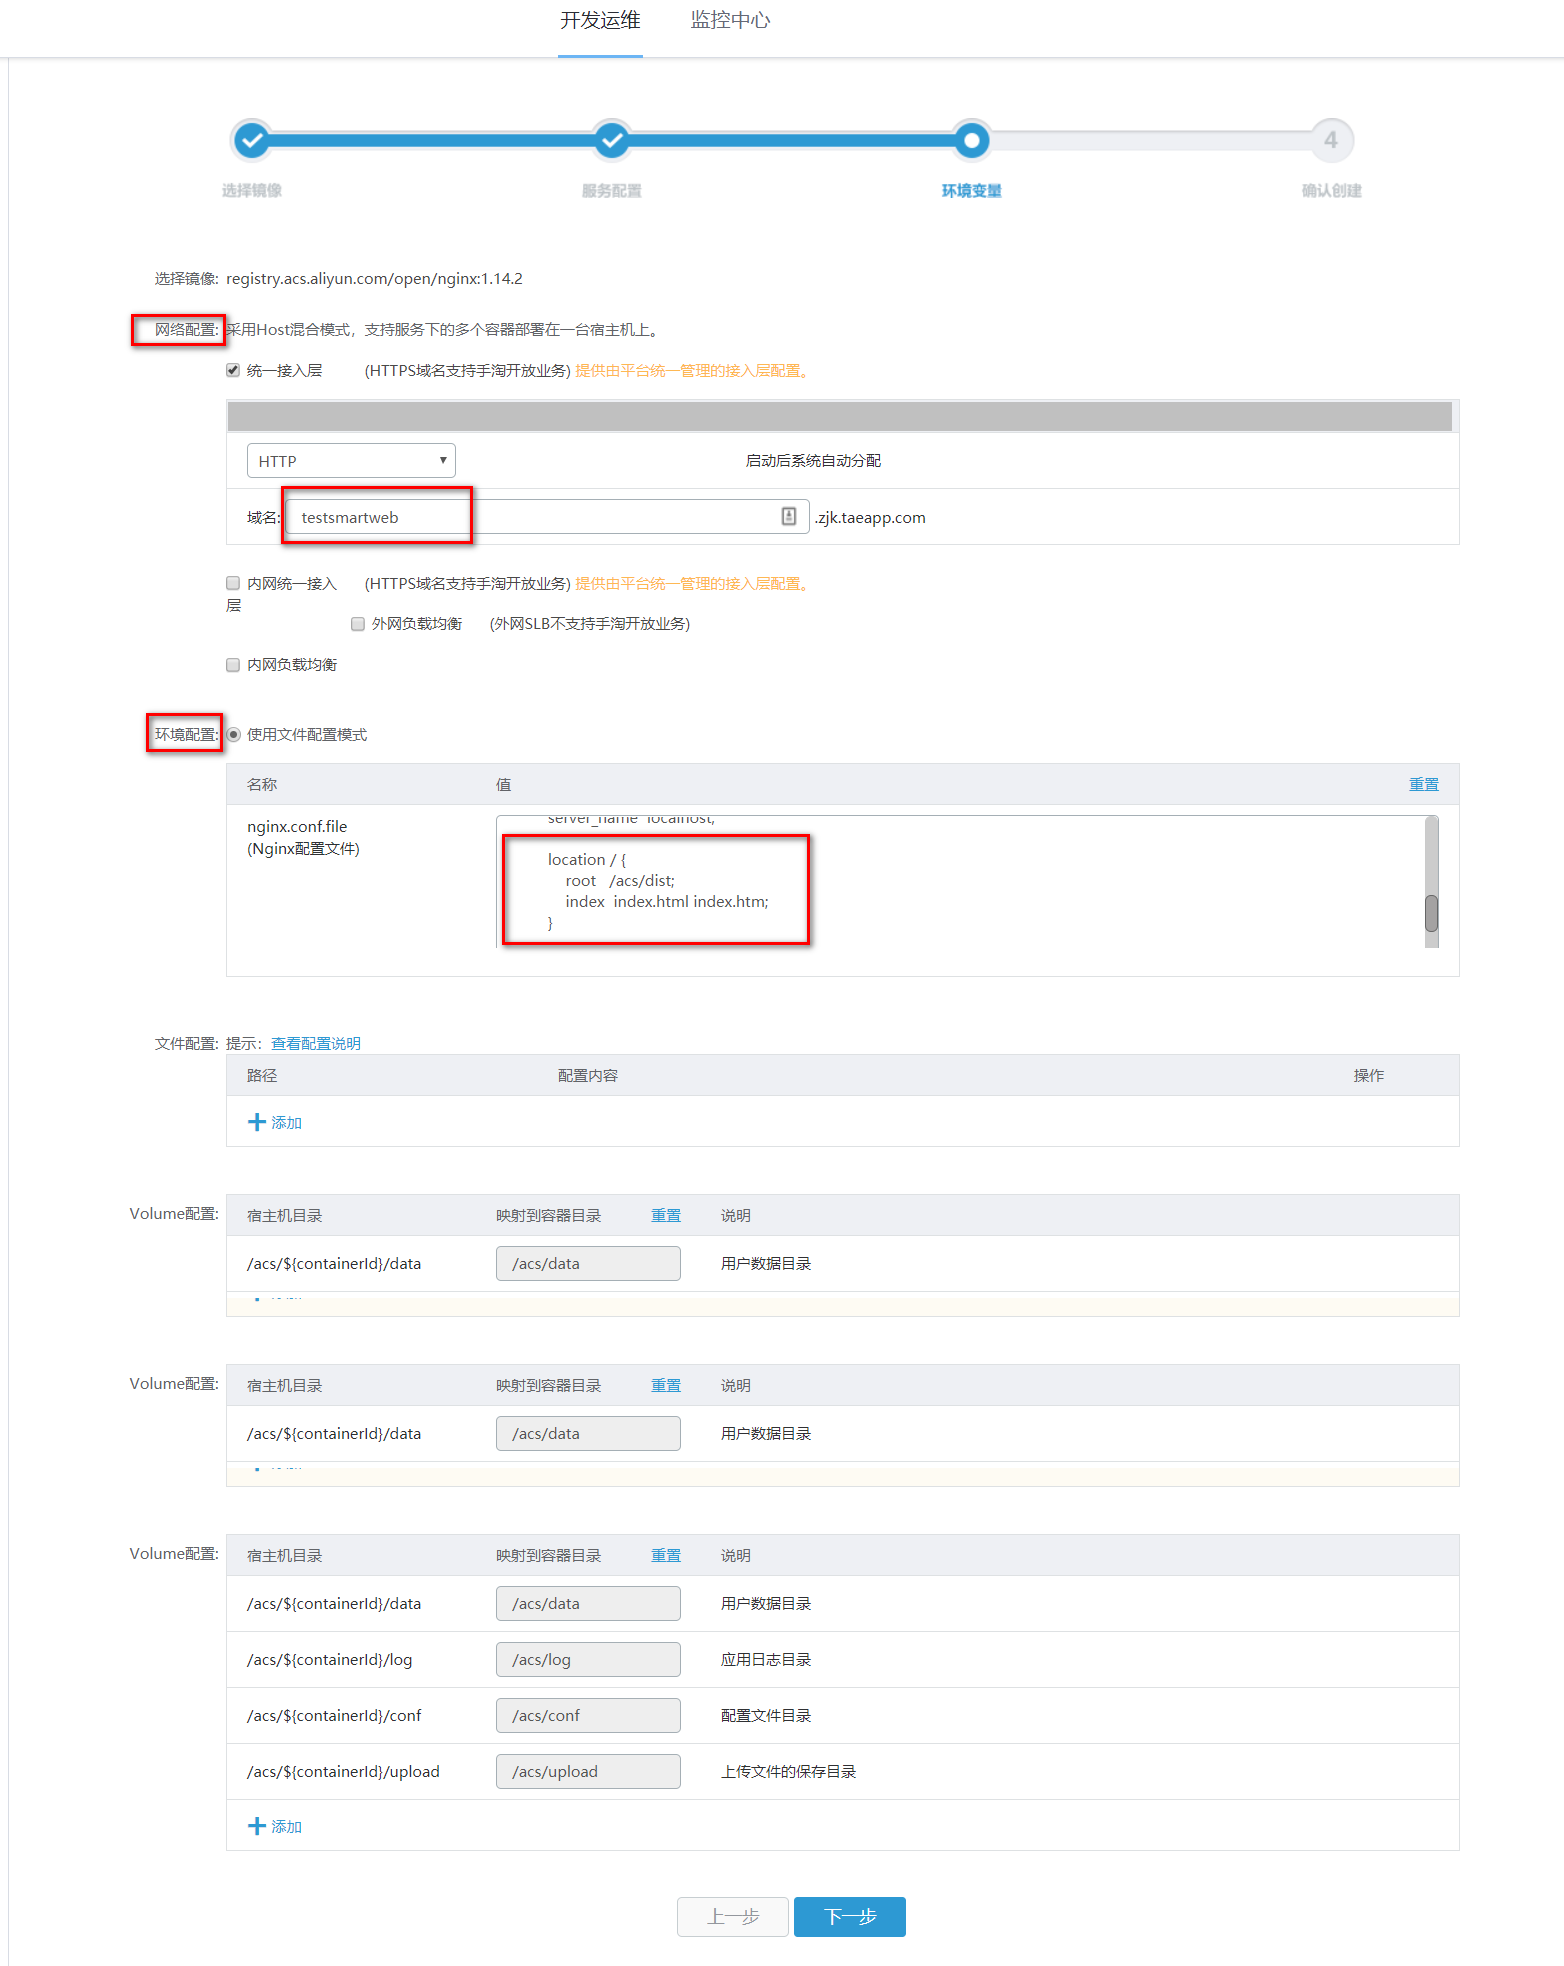 开发运维 监控中心
4
选择镜像 服务配置 环境变量 确认创建
选择镜像: registry.acs.aliyun.com/open/nginx:1.14.2
网络配置: 采用Host混合模式，支持服务下的多个容器部署在一台宿主机上。
统一接入层 (HTTPS域名支持手淘开放业务) 提供由平台统一管理的接入层配置。
HTTP 启动后系统自动分配
域名: testsmartweb .zjk.taeapp.com
内网统一接入层 (HTTPS域名支持手淘开放业务) 提供由平台统一管理的接入层配置。
外网负载均衡 (外网SLB不支持手淘开放业务)
内网负载均衡
环境配置: 使用文件配置模式
名称 值 重置
nginx.conf.file
(Nginx配置文件)
server_name localhost;
location / {
root /acs/dist;
index index.html index.htm;
}
文件配置: 提示：查看配置说明
路径 配置内容 操作
添加
Volume配置: 宿主机目录 映射到容器目录 重置 说明
/acs/${containerId}/data /acs/data 用户数据目录
Volume配置: 宿主机目录 映射到容器目录 重置 说明
/acs/${containerId}/data /acs/data 用户数据目录
Volume配置: 宿主机目录 映射到容器目录 重置 说明
/acs/${containerId}/data /acs/data 用户数据目录
/acs/${containerId}/log /acs/log 应用日志目录
/acs/${containerId}/conf /acs/conf 配置文件目录
/acs/${containerId}/upload /acs/upload 上传文件的保存目录
添加
上一步 下一步